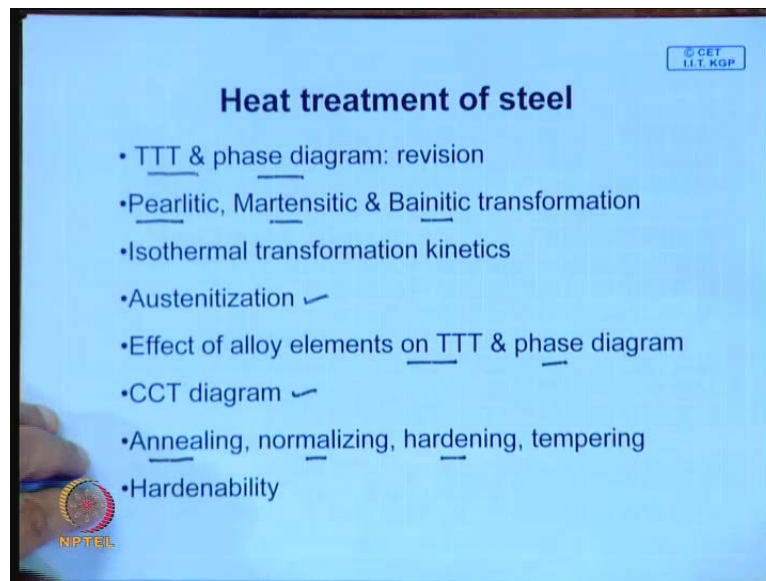 © CET
I.I.T. KGP
Heat treatment of steel
• TTT & phase diagram: revision
•Pearlitic, Martensitic & Bainitic transformation
•Isothermal transformation kinetics
•Austenitization
•Effect of alloy elements on TTT & phase diagram
•CCT diagram
•Annealing, normalizing, hardening, tempering
•Hardenability
NPTEL